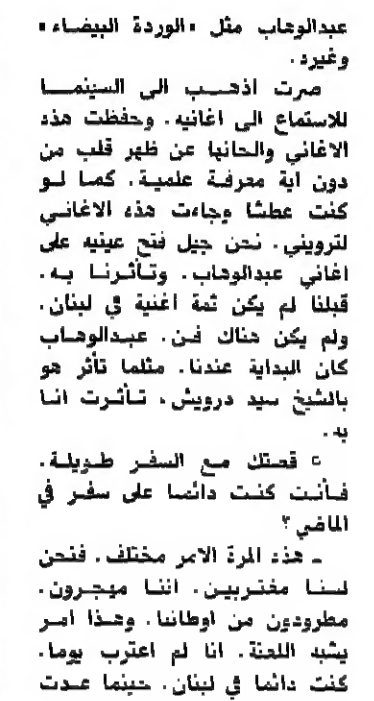 عبدالوهاب مثل «الوردة البيضاء»
وغيره.
صرت اذهب الى السينما
للاستماع الى اغانيه. وحفظت هذه
الاغاني والحانها عن ظهر قلب من
دون اية معرفة علمية. كما لو
كنت عطشا وجاءت هذه الاغاني
لترويني. نحن جيل فتح عينيه على
اغاني عبدالوهاب. وتأثرنا به.
قبلنا لم يكن ثمة اغنية في لبنان.
ولم يكن هناك فن. عبدالوهاب
كان البداية عندنا. مثلما تأثر هو
بالشيخ سيد درويش، تأثرت انا
به.
□ قصتك مع السفر طويلة.
فأنت كنت دائما على سفر في
الماضي؟
ـ هذه المرة الامر مختلف. فنحن
لسنا مغتربين. اننا مهجرون.
مطرودون من اوطاننا. وهذا امر
يشبه اللعنة. انا لم اغترب يوما.
كنت دائما في لبنان. حينما عدت